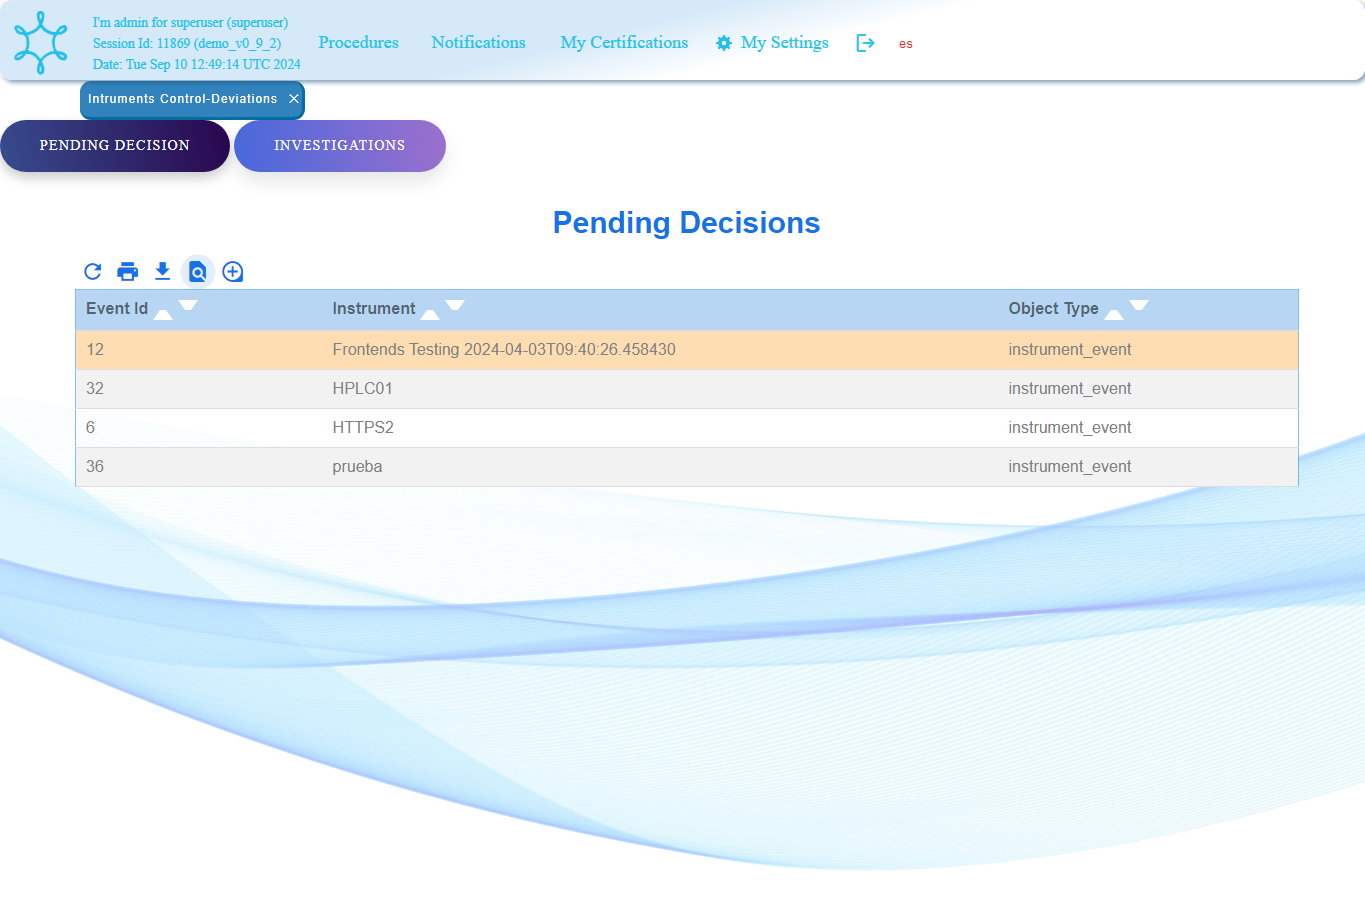 I'm admin for superuser (superuser)
Session Id: 11869 (demo_v0_9_2)
Date: Tue Sep 10 12:49:14 UTC 2024
Procedures Notifications My Certifications My Settings es
Intruments Control-Deviations
PENDING DECISION INVESTIGATIONS
Pending Decisions
Event Id Instrument Object Type
12 Frontends Testing 2024-04-03T09:40:26.458430 instrument_event
32 HPLC01 instrument_event
6 HTTPS2 instrument_event
36 prueba instrument_event